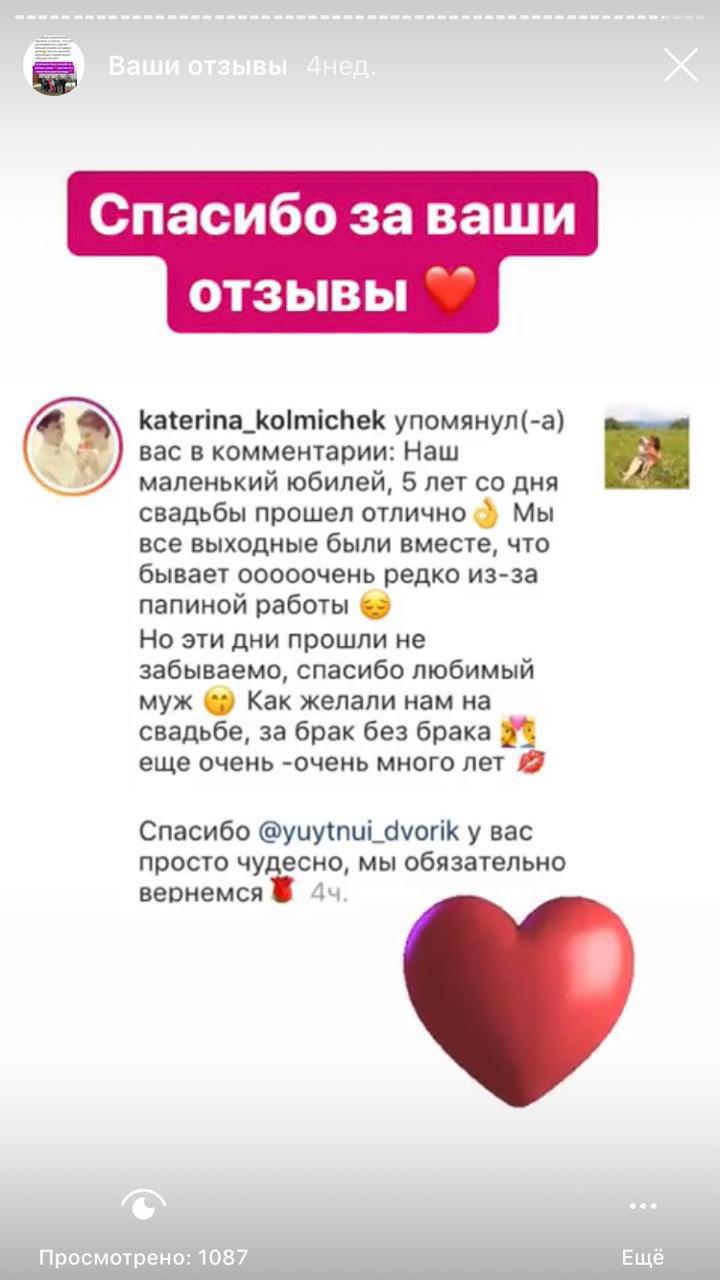 Ваши отзывы 4нед.
Спасибо за ваши
отзывы ❤️
katerina_kolmichek упомянул(-а)
вас в комментарии: Наш
маленький юбилей, 5 лет со дня
свадьбы прошел отлично👌 Мы
все выходные были вместе, что
бывает ооооочень редко из-за
папиной работы 😔
Но эти дни прошли не
забываемо, спасибо любимый
муж 😙 Как желали нам на
свадьбе, за брак без брака 💑
еще очень -очень много лет 💋
Спасибо @yuytnui_dvorik у вас
просто чудесно, мы обязательно
вернемся🌹 4ч.
Просмотрено: 1087
Ещё